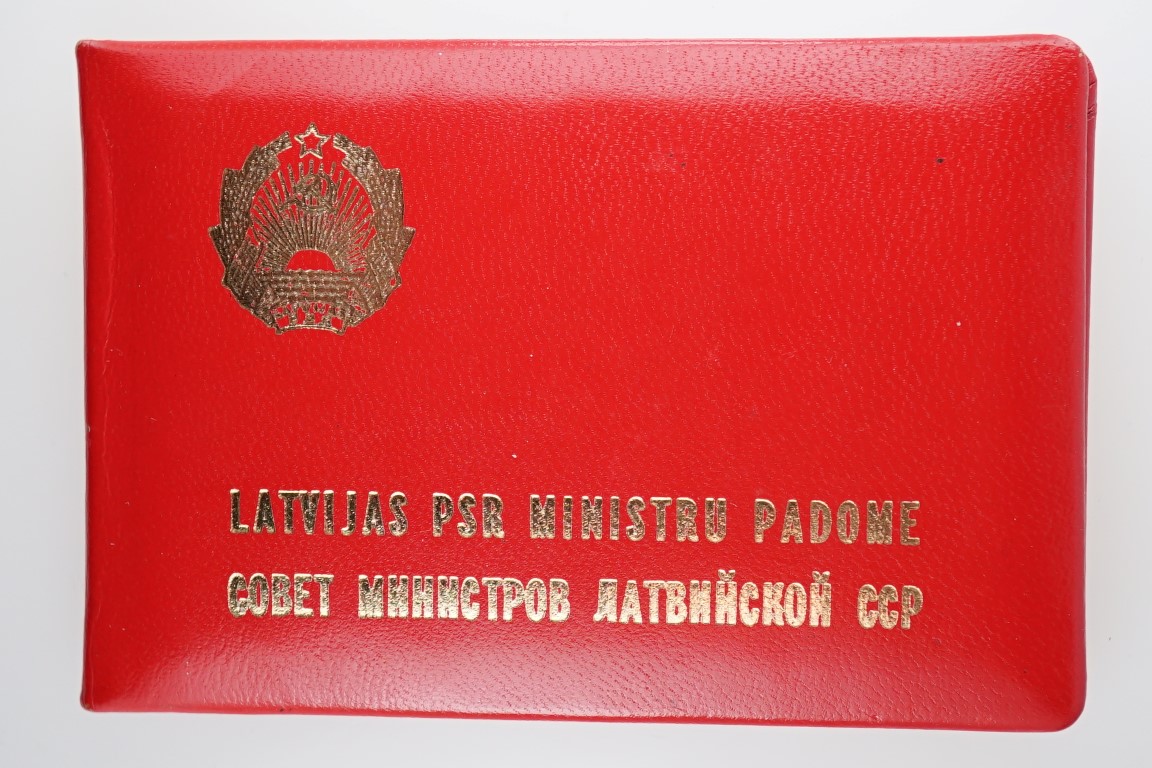 LATVIJAS PSR MINISTRU PADOME
СОВЕТ МИНИСТРОВ ЛАТВИЙСКОЙ ССР